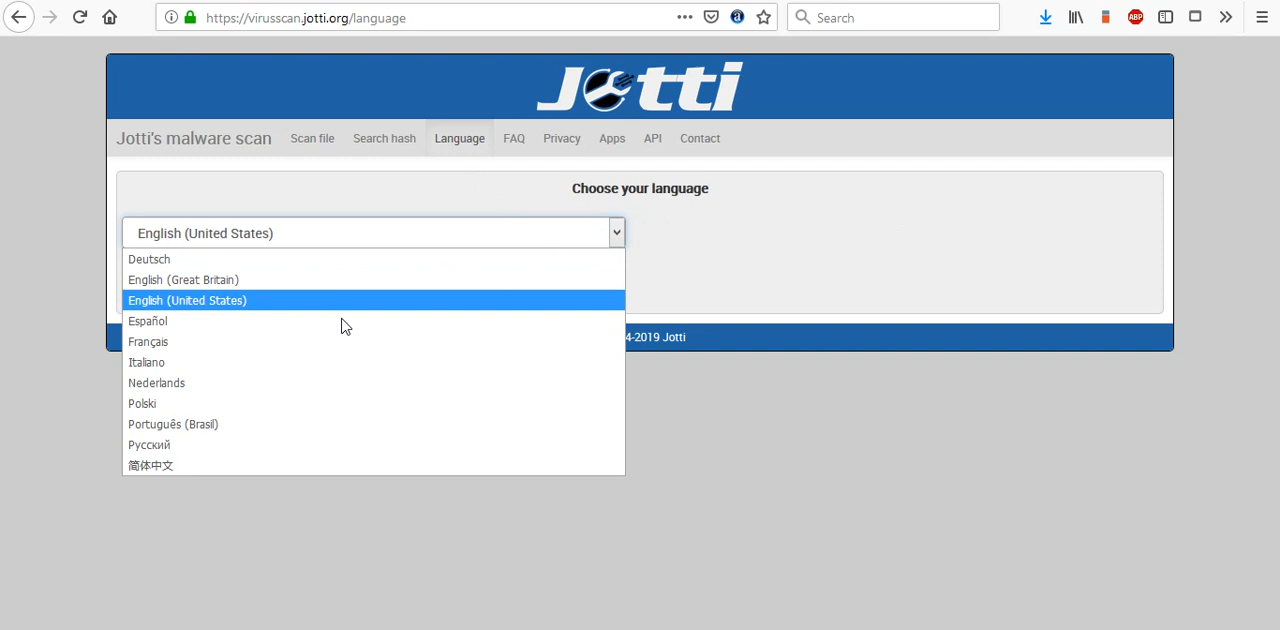 https://virusscan.jotti.org/language
Search
ABP
Jotti
Jotti's malware scan Scan file Search hash Language FAQ Privacy Apps API Contact
Choose your language
English (United States)
Deutsch
English (Great Britain)
English (United States)
Español
Français
Italiano
Nederlands
Polski
Português (Brasil)
Русский
简体中文
4-2019 Jotti